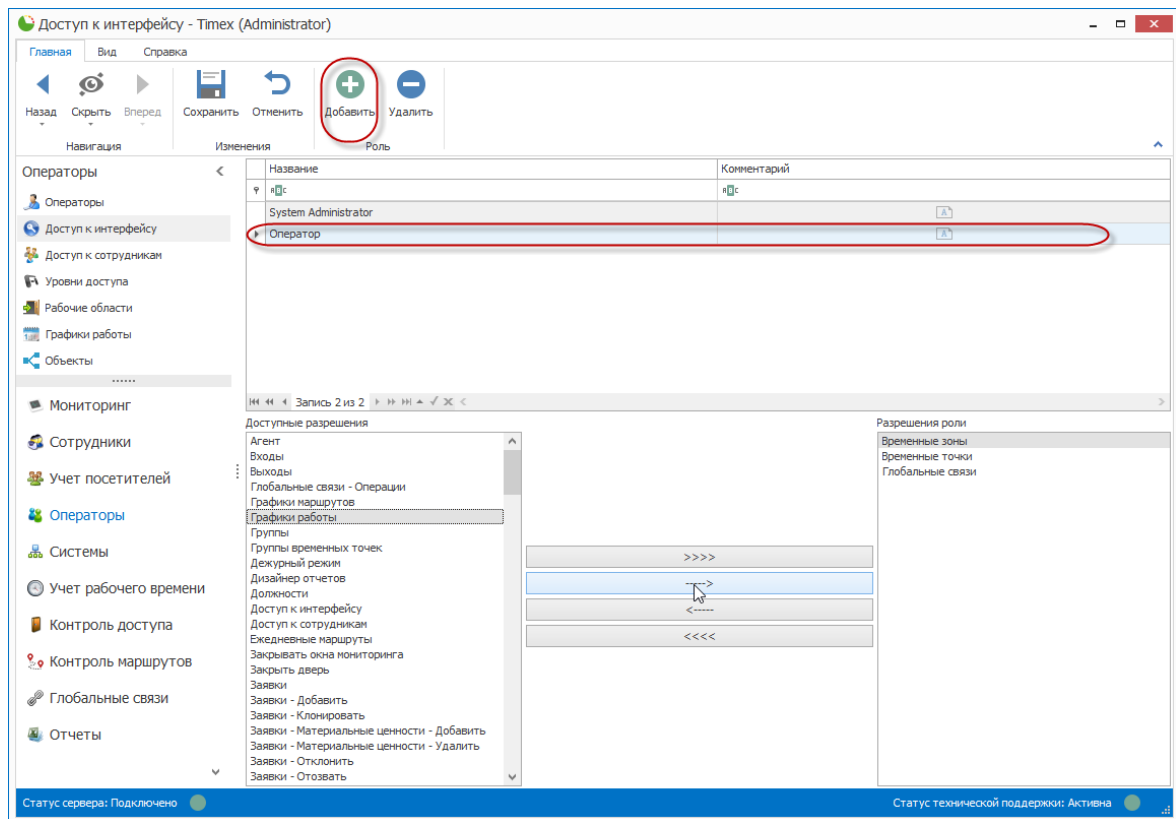 Доступ к интерфейсу - Timex (Administrator)
Главная Вид Справка
Назад Скрыть Вперед Сохранить Отменить Добавить Удалить
Навигация Изменения Роль
Операторы
Операторы
Доступ к интерфейсу
Доступ к сотрудникам
Уровни доступа
Рабочие области
Графики работы
Объекты
Мониторинг
Сотрудники
Учет посетителей
Операторы
Системы
Учет рабочего времени
Контроль доступа
Контроль маршрутов
Глобальные связи
Отчеты
Название Комментарий
System Administrator
Оператор
Запись 2 из 2
Доступные разрешения
Агент
Входы
Выходы
Глобальные связи - Операции
Графики маршрутов
Графики работы
Группы
Группы временных точек
Дежурный режим
Дизайнер отчетов
Должности
Доступ к интерфейсу
Доступ к сотрудникам
Ежедневные маршруты
Закрывать окна мониторинга
Закрыть дверь
Заявки
Заявки - Добавить
Заявки - Клонировать
Заявки - Материальные ценности - Добавить
Заявки - Материальные ценности - Удалить
Заявки - Отклонить
Заявки - Отозвать
>>>>
----->
<-----
<<<<
Разрешения роли
Временные зоны
Временные точки
Глобальные связи
Статус сервера: Подключено
Статус технической поддержки: Активна